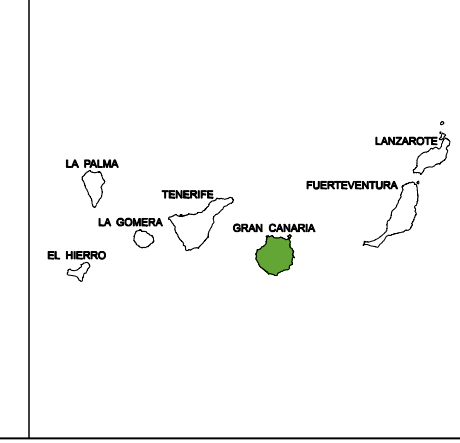 LANZAROTE
LA PALMA
FUERTEVENTURA
TENERIFE
LA GOMERA
GRAN CANARIA
EL HIERRO